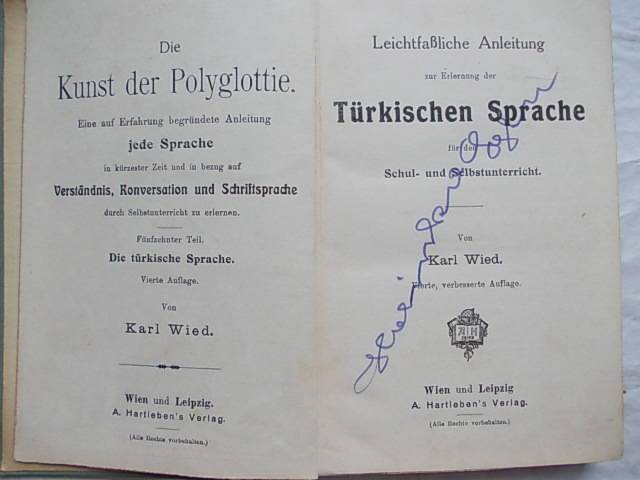 Die
Kunst der Polyglottie.
Eine auf Erfahrung begründete Anleitung
jede Sprache
in kürzester Zeit und in bezug auf
Verständnis, Konversation und Schriftsprache
durch Selbstunterricht zu erlernen.
Fünfzehnter Teil.
Die türkische Sprache.
Vierte Auflage.
Von
Karl Wied.
Wien und Leipzig.
A. Hartleben's Verlag.
(Alle Rechte vorbehalten.)
Leichtfaßliche Anleitung
zur Erlernung der
Türkischen Sprache
für den
Schul- und Selbstunterricht.
Von
Karl Wied.
Vierte, verbesserte Auflage.
Wien und Leipzig
A. Hartleben's Verlag.
(Alle Rechte vorbehalten.)